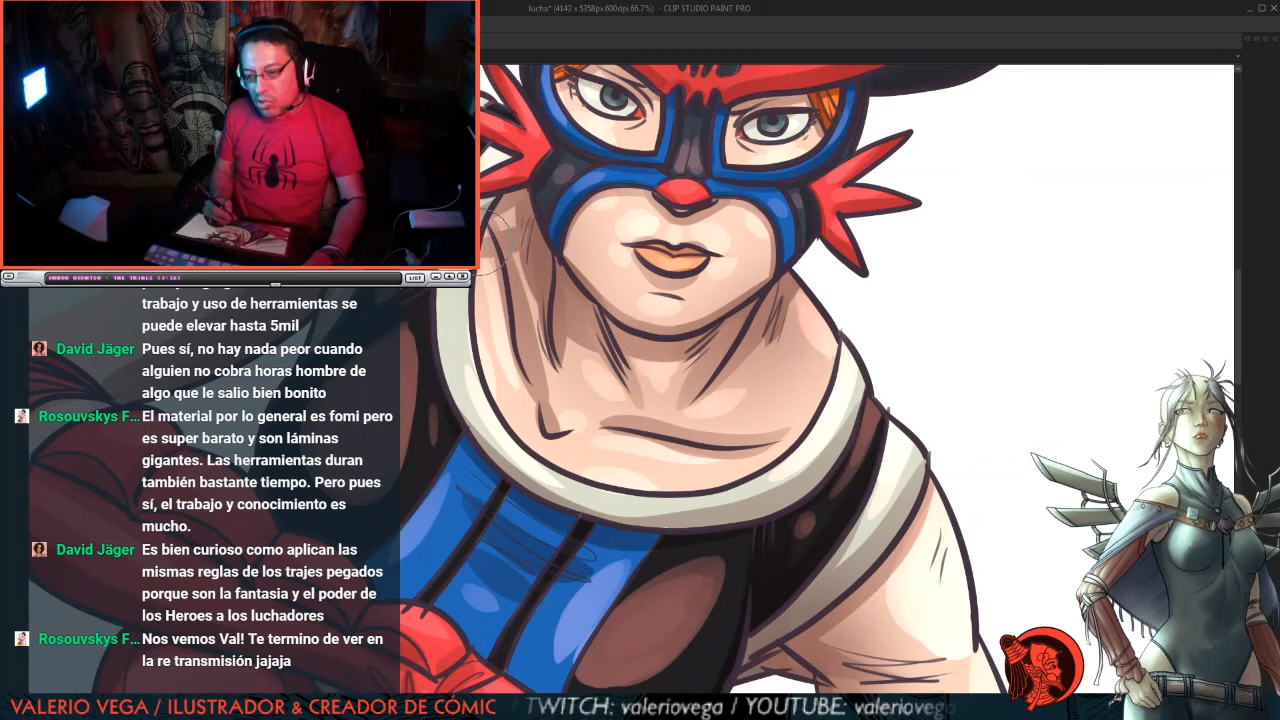 lucha* (4142 x 5358px 600dpi 66.7%) - CLIP STUDIO PAINT PRO
THE TRIALS (3:32)
LIST
trabajo y uso de herramientas se
puede elevar hasta 5mil
David Jäger Pues sí, no hay nada peor cuando
alguien no cobra horas hombre de
algo que le salio bien bonito
Rosouvskys F... El material por lo general es fomi pero
es super barato y son láminas
gigantes. Las herramientas duran
también bastante tiempo. Pero pues
sí, el trabajo y conocimiento es
mucho.
David Jäger Es bien curioso como aplican las
mismas reglas de los trajes pegados
porque son la fantasia y el poder de
los Heroes a los luchadores
Rosouvskys F... Nos vemos Val! Te termino de ver en
la re transmisión jajaja
VALERIO VEGA / ILUSTRADOR & CREADOR DE CÓMIC
TWITCH: valeriovega / YOUTUBE: valeriovega